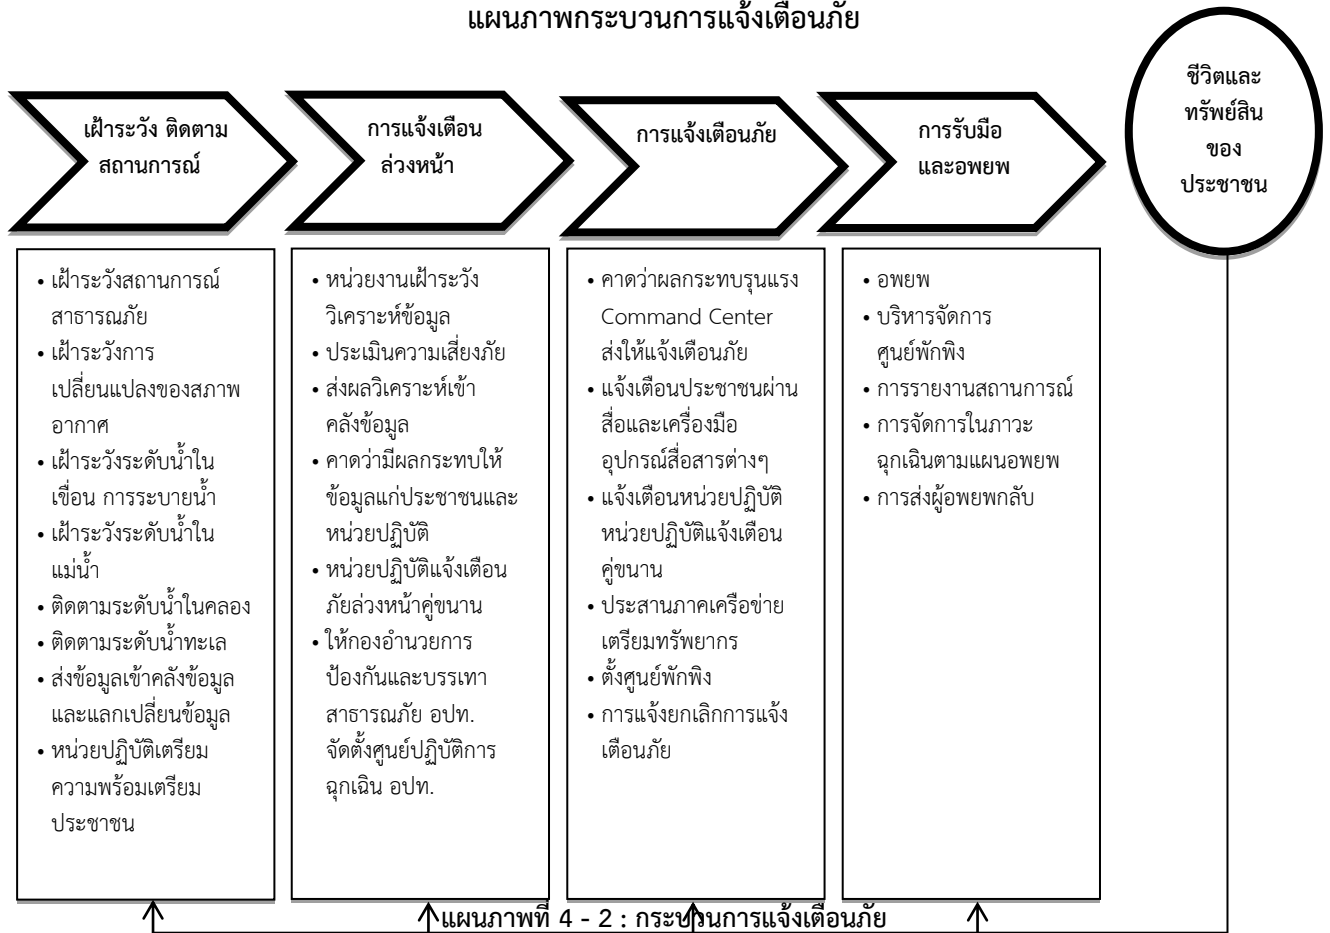 แผนภาพกระบวนการแจ้งเตือนภัย
เฝ้าระวัง ติดตาม
สถานการณ์
การแจ้งเตือน
ล่วงหน้า
การแจ้งเตือนภัย
การรับมือ
และอพยพ
ชีวิตและ
ทรัพย์สิน
ของ
ประชาชน
• เฝ้าระวังสถานการณ์
สาธารณภัย
• เฝ้าระวังการ
เปลี่ยนแปลงของสภาพ
อากาศ
• เฝ้าระวังระดับน้ำใน
เขื่อน การระบายน้ำ
• เฝ้าระวังระดับน้ำใน
แม่น้ำ
• ติดตามระดับน้ำในคลอง
• ติดตามระดับน้ำทะเล
• ส่งข้อมูลเข้าคลังข้อมูล
และแลกเปลี่ยนข้อมูล
• หน่วยปฏิบัติเตรียม
ความพร้อมเตรียม
ประชาชน
• หน่วยงานเฝ้าระวัง
วิเคราะห์ข้อมูล
• ประเมินความเสี่ยงภัย
• ส่งผลวิเคราะห์เข้า
คลังข้อมูล
• คาดว่ามีผลกระทบให้
ข้อมูลแก่ประชาชนและ
หน่วยปฏิบัติ
• หน่วยปฏิบัติแจ้งเตือน
ภัยล่วงหน้าคู่ขนาน
• ให้กองอำนวยการ
ป้องกันและบรรเทา
สาธารณภัย อปท.
จัดตั้งศูนย์ปฏิบัติการ
ฉุกเฉิน อปท.
• คาดว่าผลกระทบรุนแรง
Command Center
ส่งให้แจ้งเตือนภัย
• แจ้งเตือนประชาชนผ่าน
สื่อและเครื่องมือ
อุปกรณ์สื่อสารต่างๆ
• แจ้งเตือนหน่วยปฏิบัติ
หน่วยปฏิบัติแจ้งเตือน
คู่ขนาน
• ประสานภาคเครือข่าย
เตรียมทรัพยากร
• ตั้งศูนย์พักพิง
• การแจ้งยกเลิกการแจ้ง
เตือนภัย
• อพยพ
• บริหารจัดการ
ศูนย์พักพิง
• การรายงานสถานการณ์
• การจัดการในภาวะ
ฉุกเฉินตามแผนอพยพ
• การส่งผู้อพยพกลับ
แผนภาพที่ 4 - 2 : กระบวนการแจ้งเตือนภัย